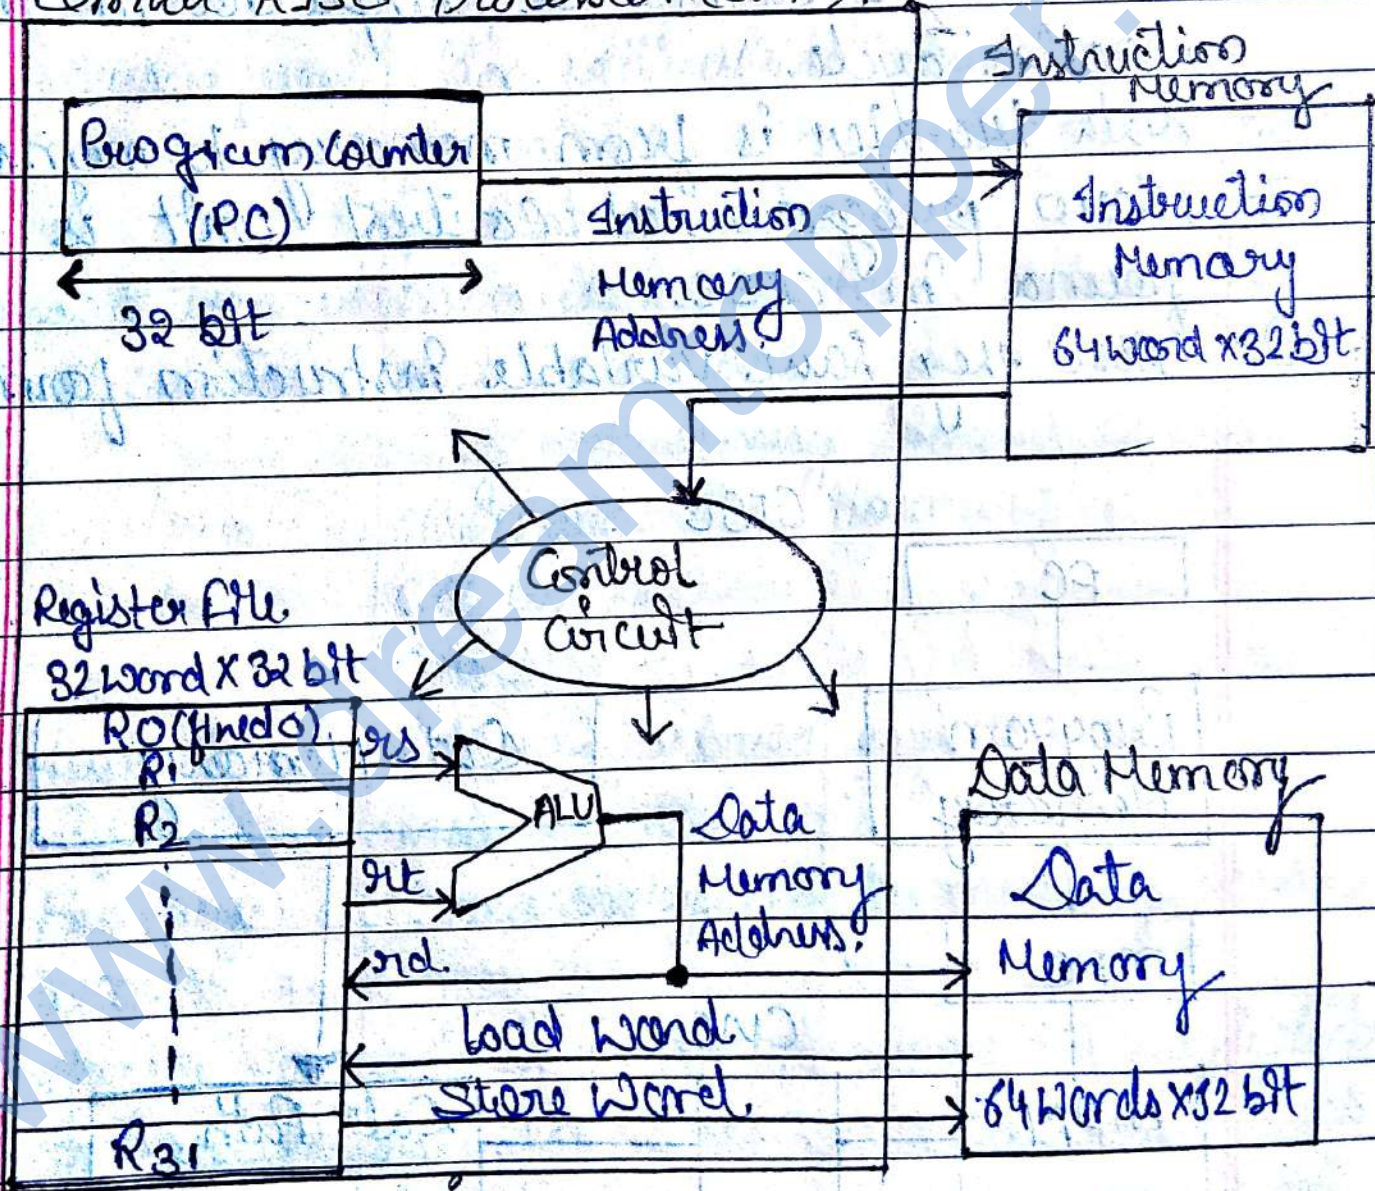 Program Counter
(P.C)
32 bit
Instruction
Memory
Address.
Instruction
Memory
Instruction
Memory
64 word X 32 bit
Control
Circuit
Register File
32 word X 32 bit
R0 (fixed 0)
R1
R2
R31
rs
rt
rd.
ALU
Data
Memory
Address.
Load word
Store Word
Data Memory
Data
Memory
64 Words X 32 bit
www.dreamtopper.